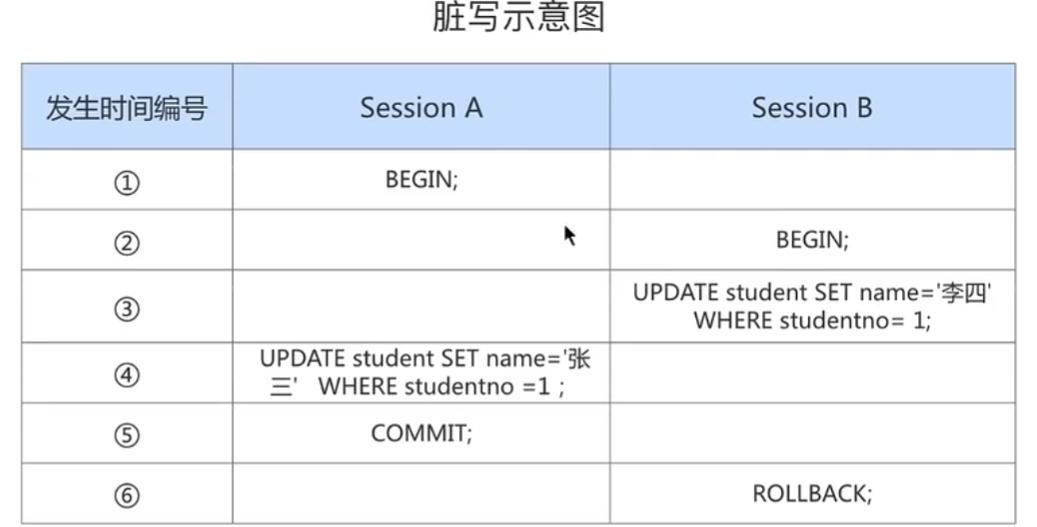 脏写示意图
发生时间编号 Session A Session B
① BEGIN;
② BEGIN;
③ UPDATE student SET name='李四'
WHERE studentno= 1;
④ UPDATE student SET name='张
三' WHERE studentno =1 ;
⑤ COMMIT;
⑥ ROLLBACK;